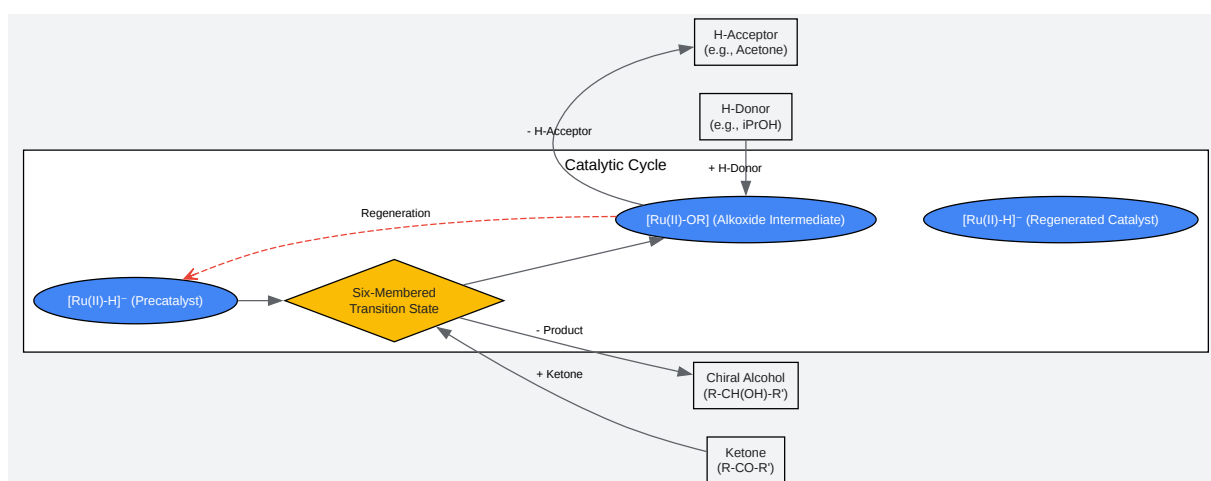 H-Acceptor
(e.g., Acetone)
H-Donor
(e.g., iPrOH)
- H-Acceptor
Catalytic Cycle
+ H-Donor
Regeneration
[Ru(II)-OR] (Alkoxide Intermediate)
[Ru(II)-H]⁻ (Regenerated Catalyst)
[Ru(II)-H]⁻ (Precatalyst)
Six-Membered
Transition State
- Product
+ Ketone
Chiral Alcohol
(R-CH(OH)-R')
Ketone
(R-CO-R')